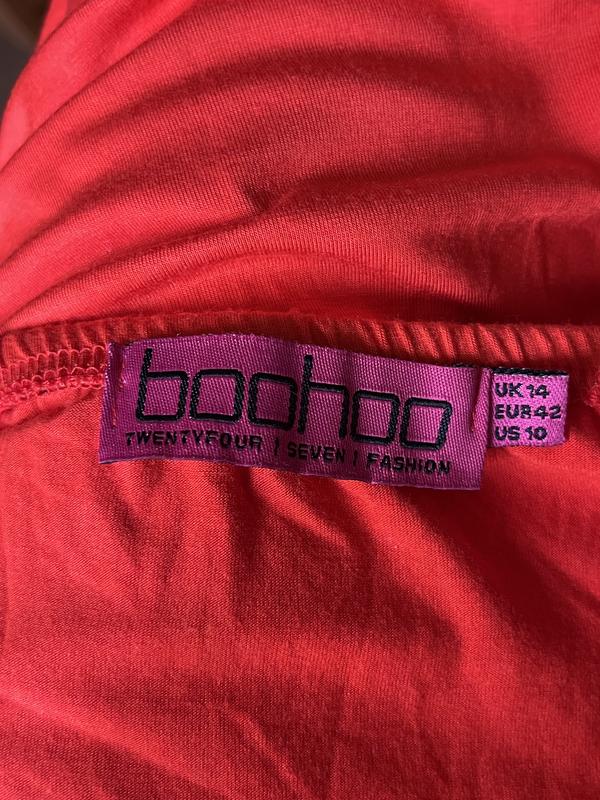 boohoo
TWENTYFOUR | SEVEN | FASHION
UK 14
EUR 42
US 10